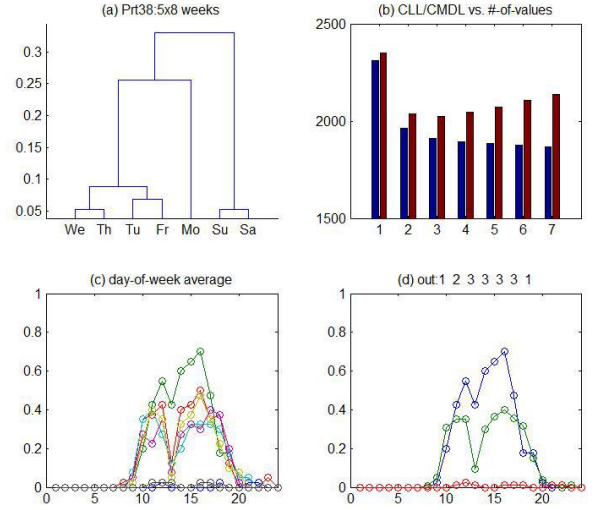 (a) Prt38:5x8 weeks
0.3
0.25
0.2
0.15
0.1
0.05
We Th Tu Fr Mo Su Sa
(b) CLL/CMDL vs. #-of-values
2500
2000
1500
1 2 3 4 5 6 7
(c) day-of-week average
1
0.8
0.6
0.4
0.2
0
0 5 10 15 20
(d) out:1 2 3 3 3 3 1
1
0.8
0.6
0.4
0.2
0
0 5 10 15 20